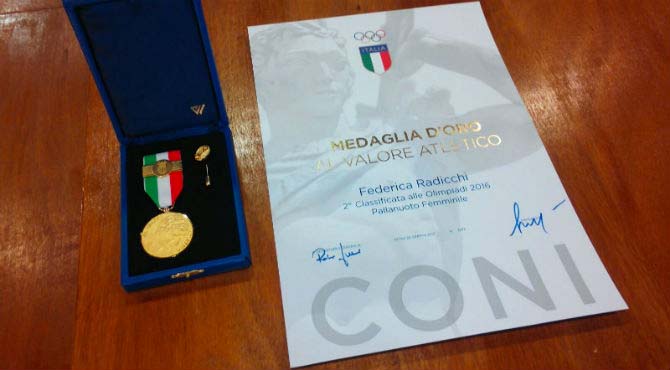 ITALIA
MEDAGLIA D'ORO
AL VALORE ATLETICO
Federica Radicchi
2ª Classificata alle Olimpiadi 2016
Pallanuoto Femminile
CONI